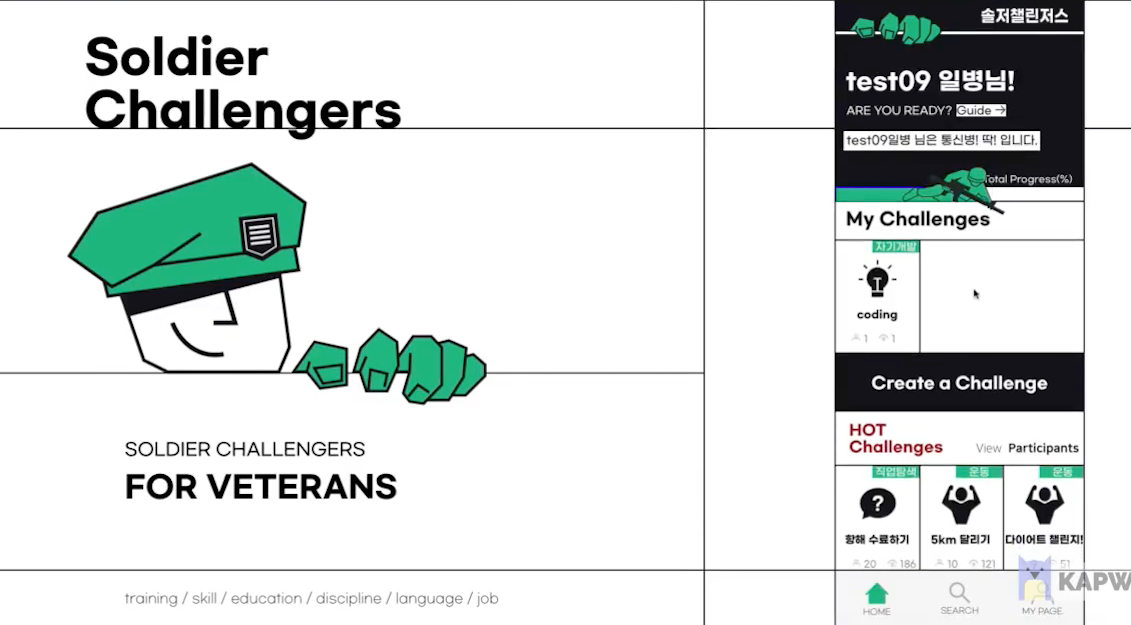 Soldier
Challengers
SOLDIER CHALLENGERS
FOR VETERANS
training / skill / education / discipline / language / job
솔저챌린저스
test09 일병님!
ARE YOU READY? Guide →
test09일병 님은 통신병! 딱! 입니다.
Total Progress(%)
My Challenges
자기개발
coding
1 1
Create a Challenge
HOT
Challenges
View Participants
직업탐색 운동 운동
항해 수료하기 5km 달리기 다이어트 챌린지!
20 186 10 121 51
HOME SEARCH MY PAGE
KAPW